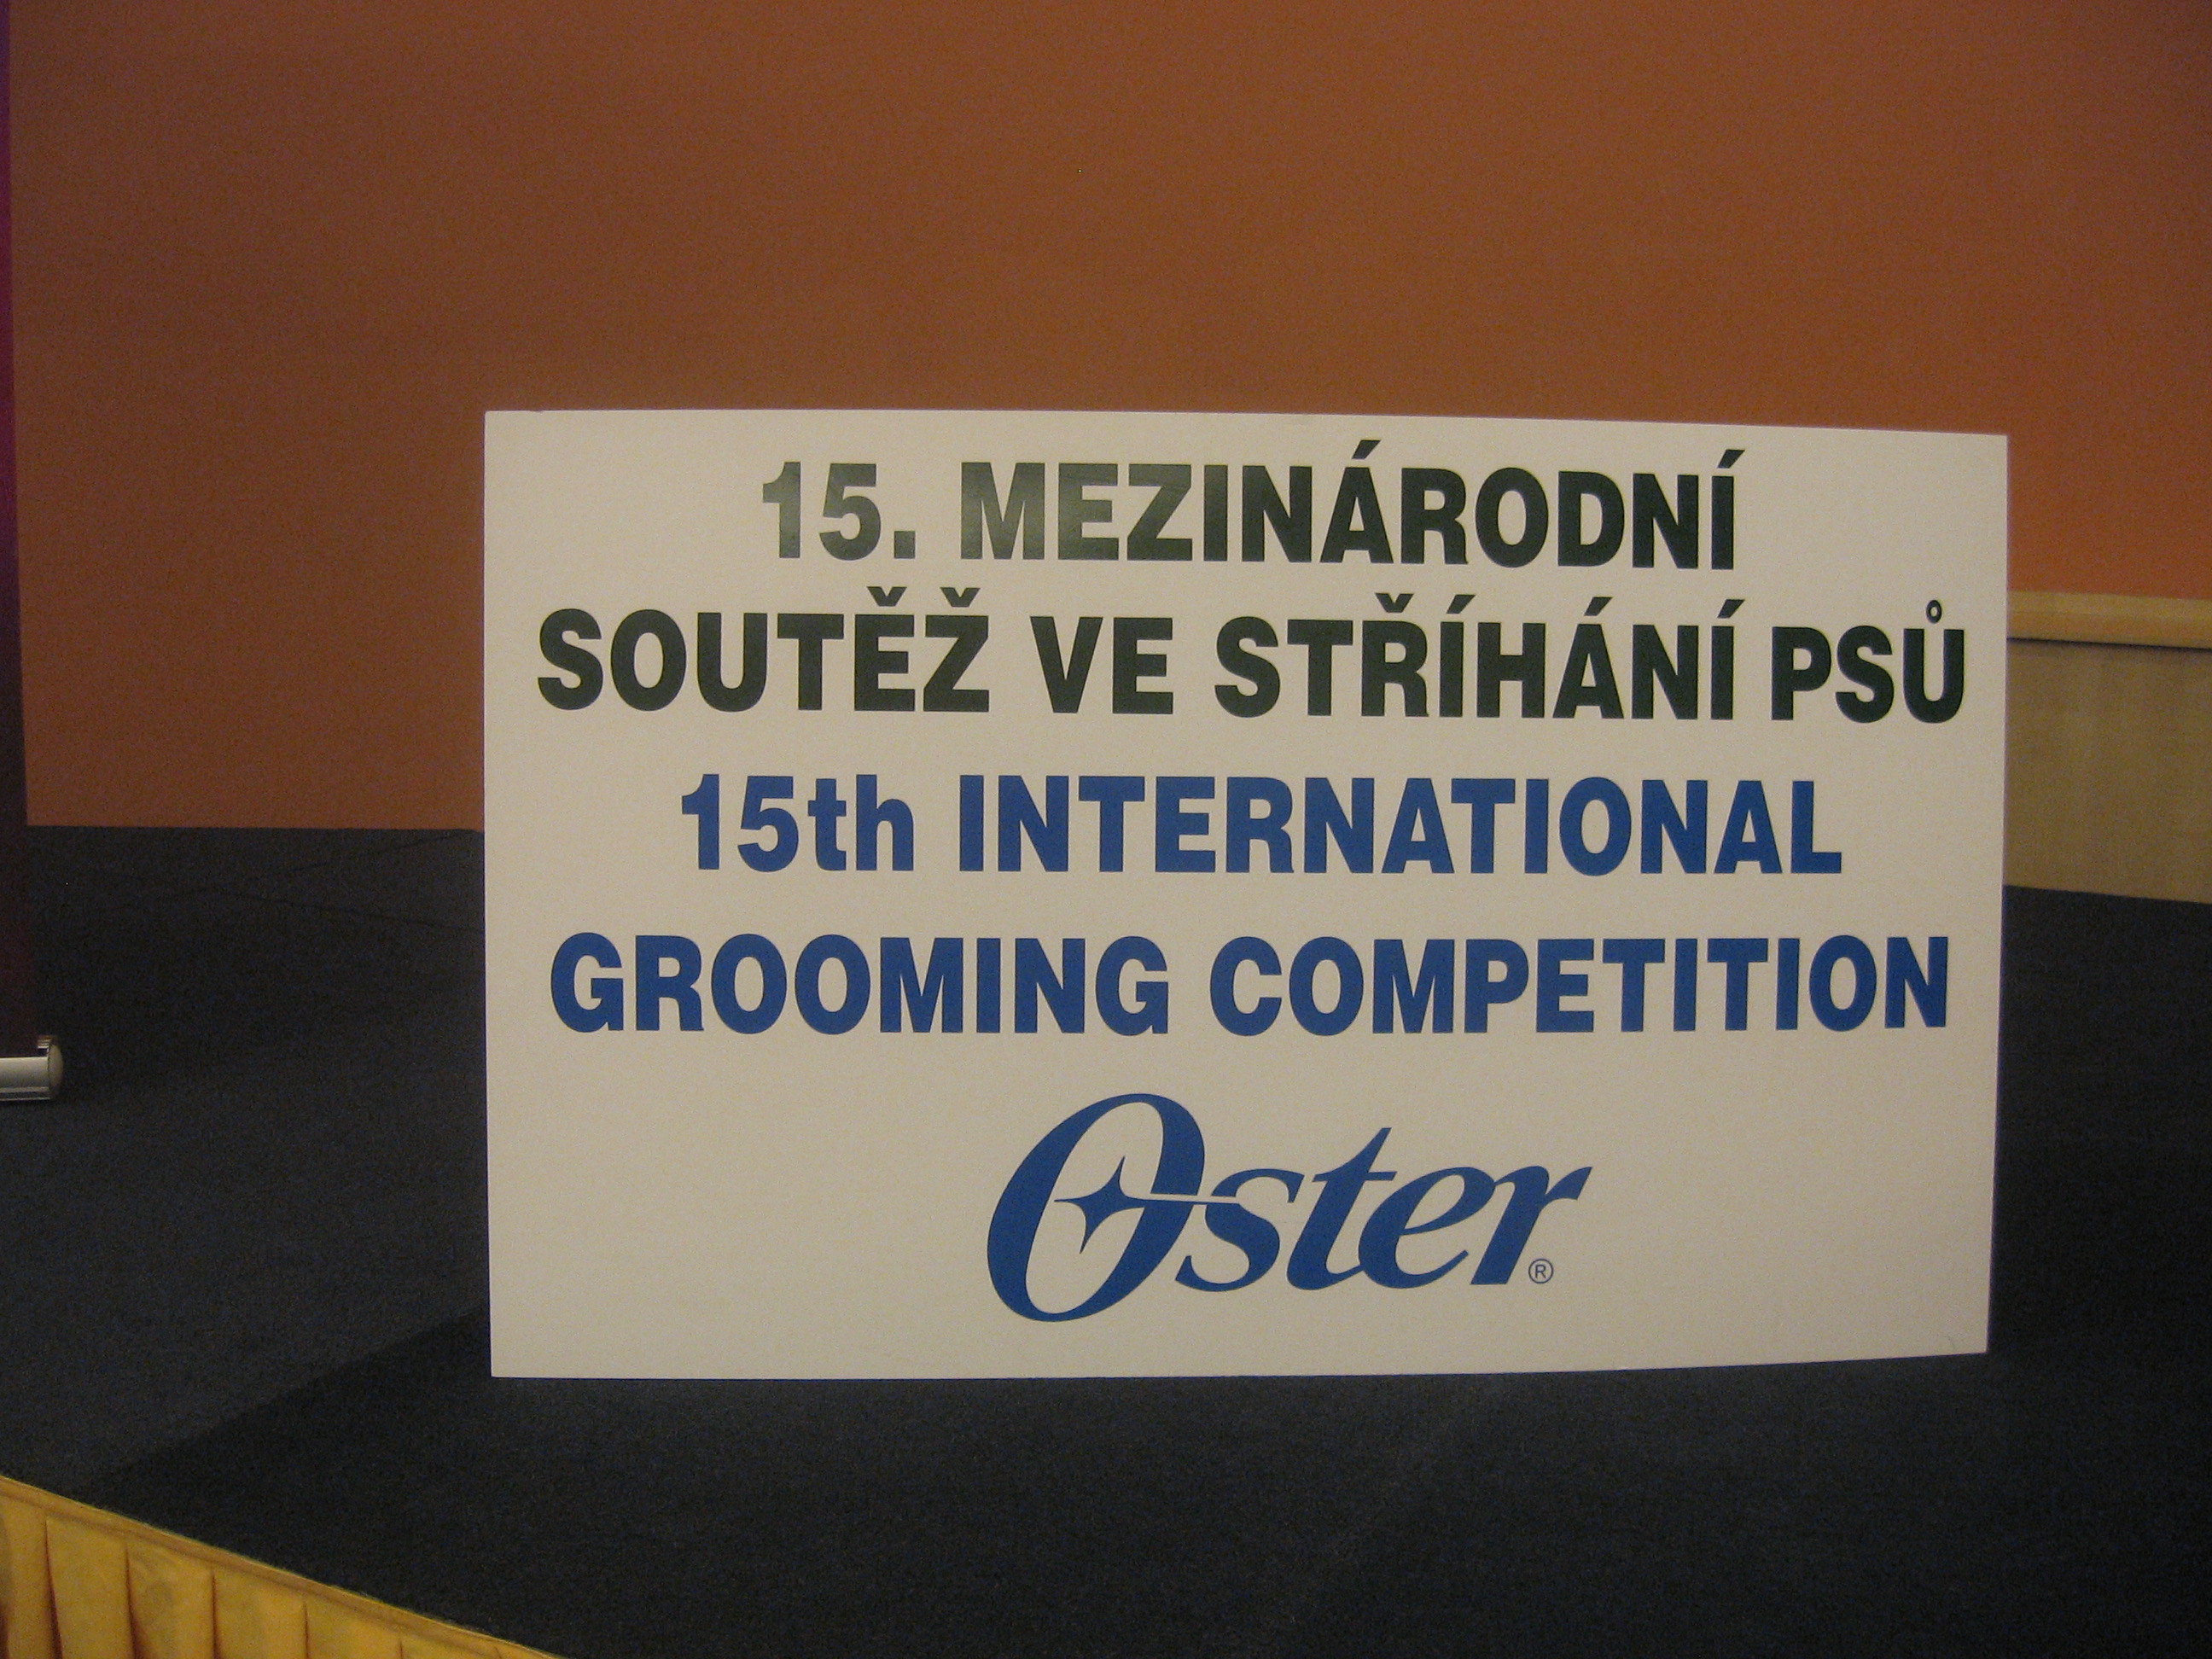 15. MEZINÁRODNÍ
SOUTĚŽ VE STŘÍHÁNÍ PSŮ
15th INTERNATIONAL
GROOMING COMPETITION
Oster®